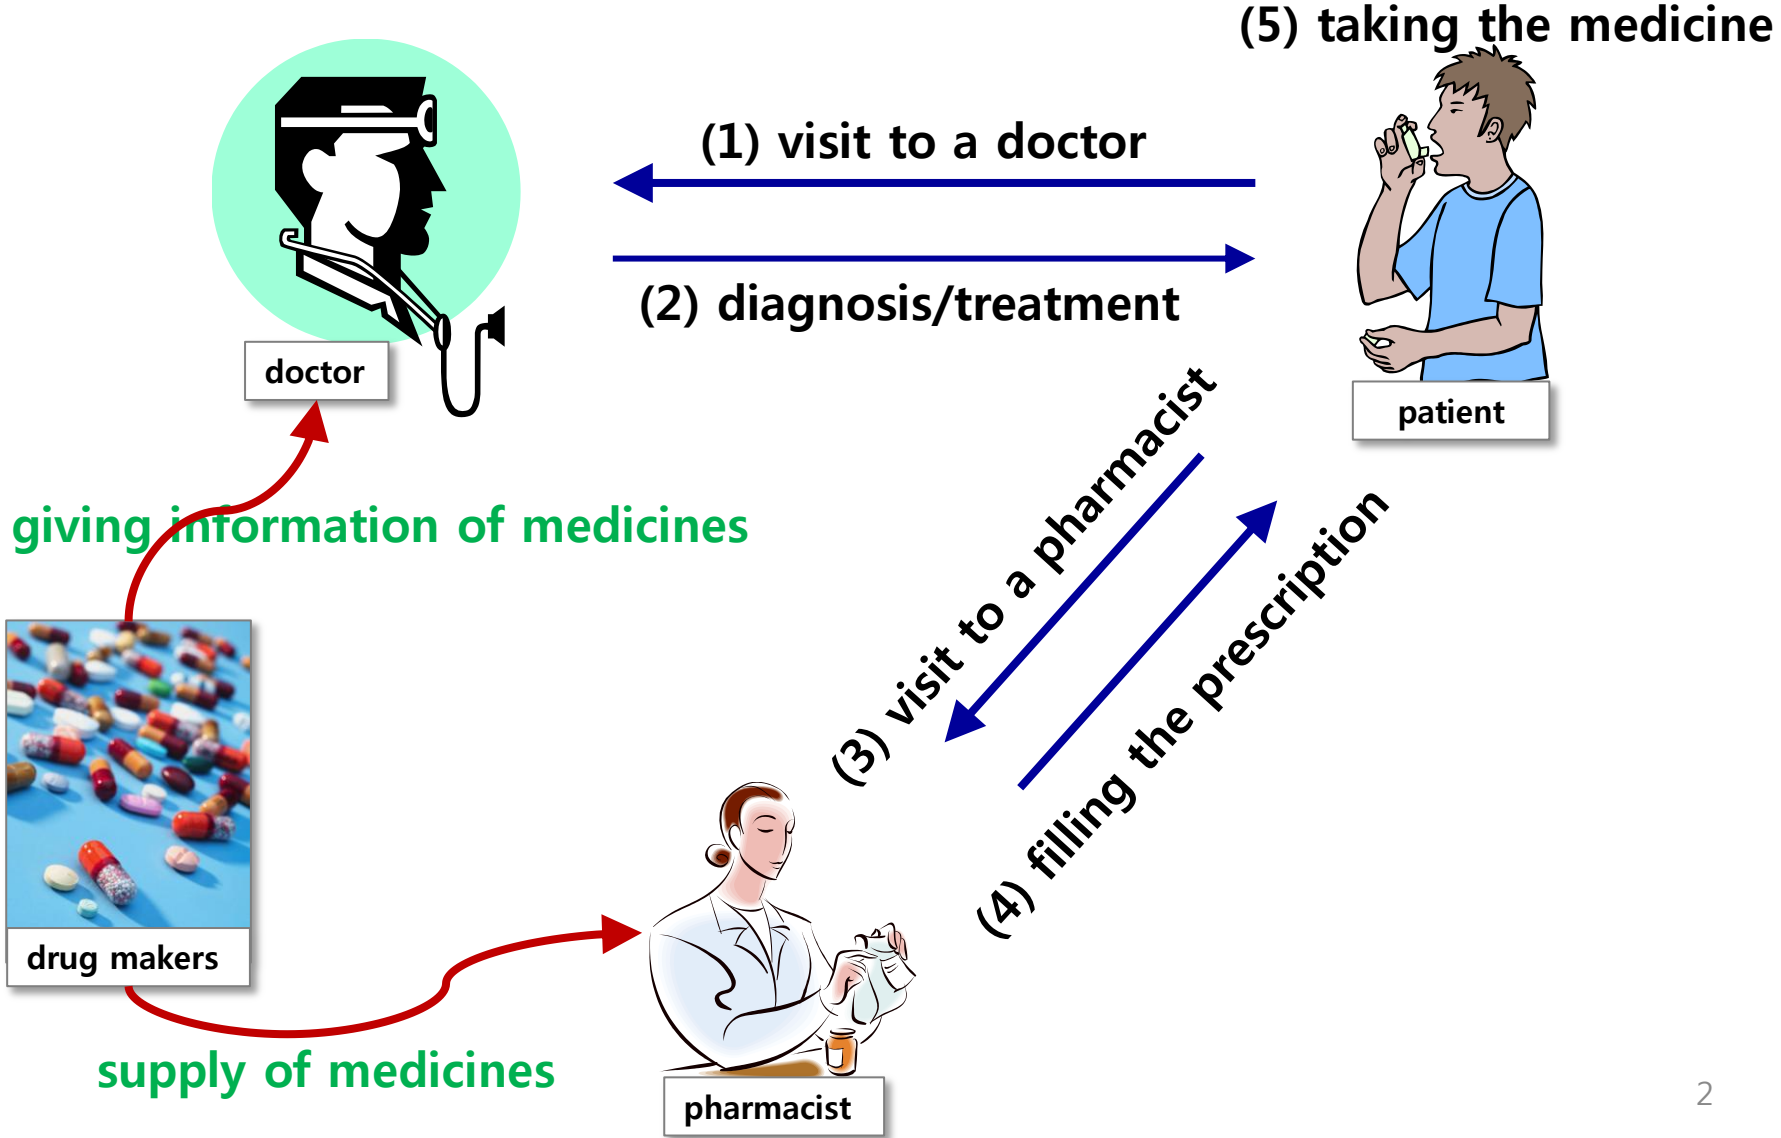 (5) taking the medicine
(1) visit to a doctor
(2) diagnosis/treatment
doctor
patient
(3) visit to a pharmacist
(4) filling the prescription
giving information of medicines
drug makers
supply of medicines
pharmacist
2